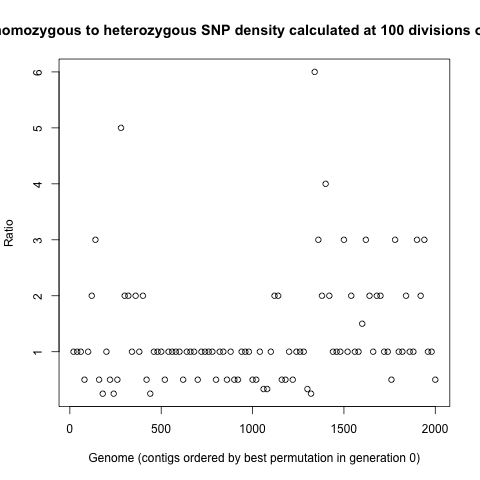 homozygous to heterozygous SNP density calculated at 100 divisions o
6
5
4
3
2
1
Ratio
0 500 1000 1500 2000
Genome (contigs ordered by best permutation in generation 0)